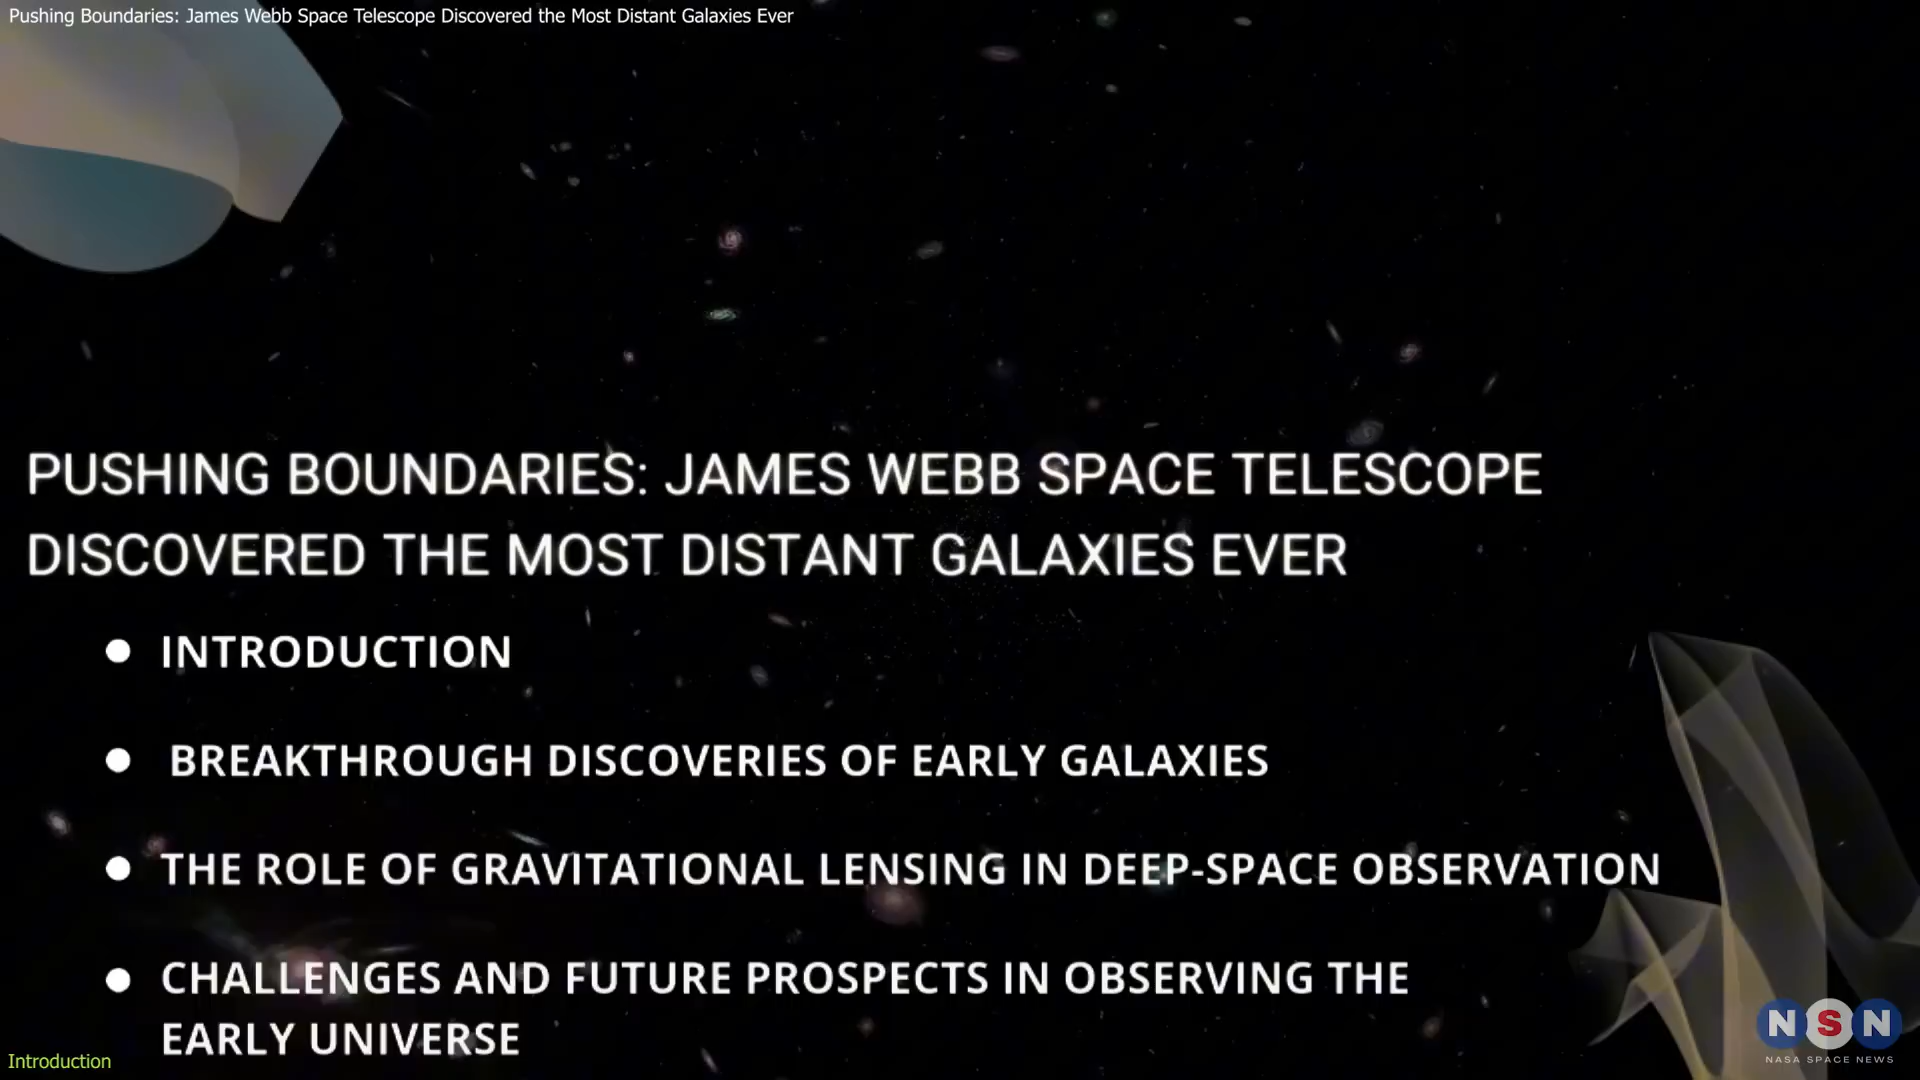 Pushing Boundaries: James Webb Space Telescope Discovered the Most Distant Galaxies Ever
PUSHING BOUNDARIES: JAMES WEBB SPACE TELESCOPE
DISCOVERED THE MOST DISTANT GALAXIES EVER
● INTRODUCTION
● BREAKTHROUGH DISCOVERIES OF EARLY GALAXIES
● THE ROLE OF GRAVITATIONAL LENSING IN DEEP-SPACE OBSERVATION
● CHALLENGES AND FUTURE PROSPECTS IN OBSERVING THE
EARLY UNIVERSE
Introduction
NSN
NASA SPACE NEWS